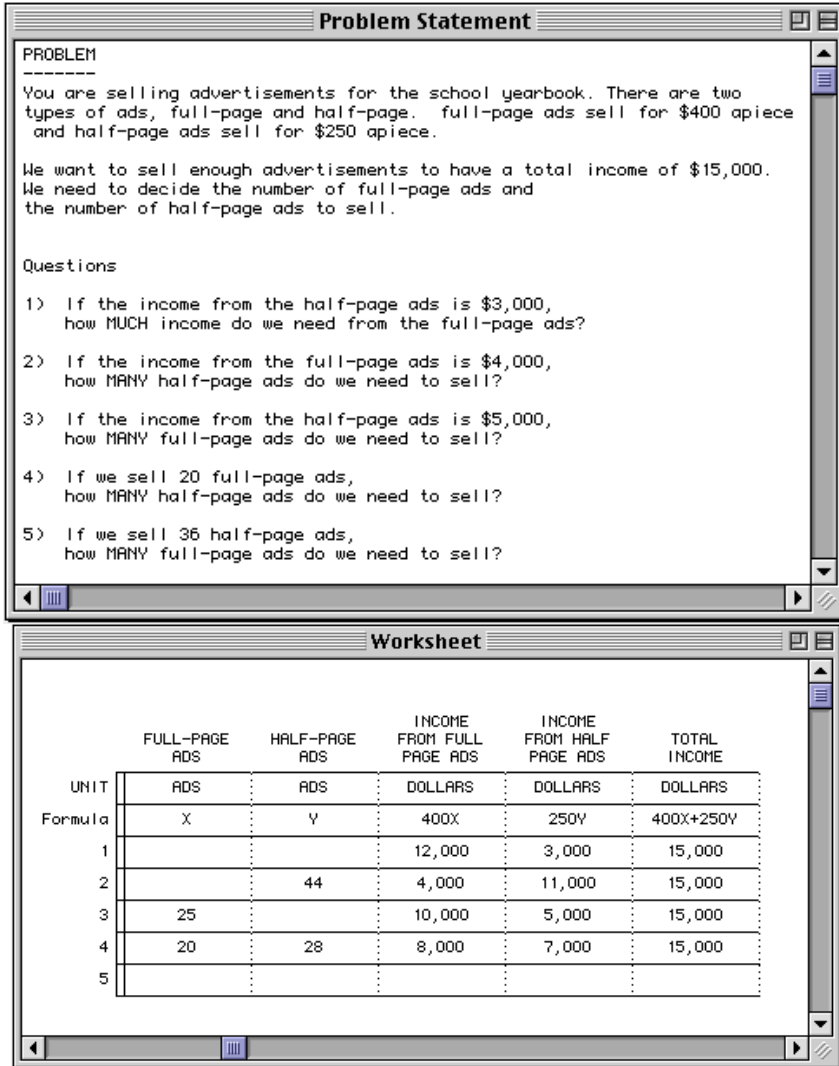 Problem Statement
PROBLEM
-------
You are selling advertisements for the school yearbook. There are two
types of ads, full-page and half-page.  full-page ads sell for $400 apiece
and half-page ads sell for $250 apiece.
We want to sell enough advertisements to have a total income of $15,000.
We need to decide the number of full-page ads and
the number of half-page ads to sell.
Questions
1)  If the income from the half-page ads is $3,000,
how MUCH income do we need from the full-page ads?
2)  If the income from the full-page ads is $4,000,
how MANY half-page ads do we need to sell?
3)  If the income from the half-page ads is $5,000,
how MANY full-page ads do we need to sell?
4)  If we sell 20 full-page ads,
how MANY half-page ads do we need to sell?
5)  If we sell 36 half-page ads,
how MANY full-page ads do we need to sell?
Worksheet
INCOME INCOME
FULL-PAGE HALF-PAGE FROM FULL FROM HALF TOTAL
ADS ADS PAGE ADS PAGE ADS INCOME
UNIT ADS ADS DOLLARS DOLLARS DOLLARS
Formula X Y 400X 250Y 400X+250Y
1 12,000 3,000 15,000
2 44 4,000 11,000 15,000
3 25 10,000 5,000 15,000
4 20 28 8,000 7,000 15,000
5